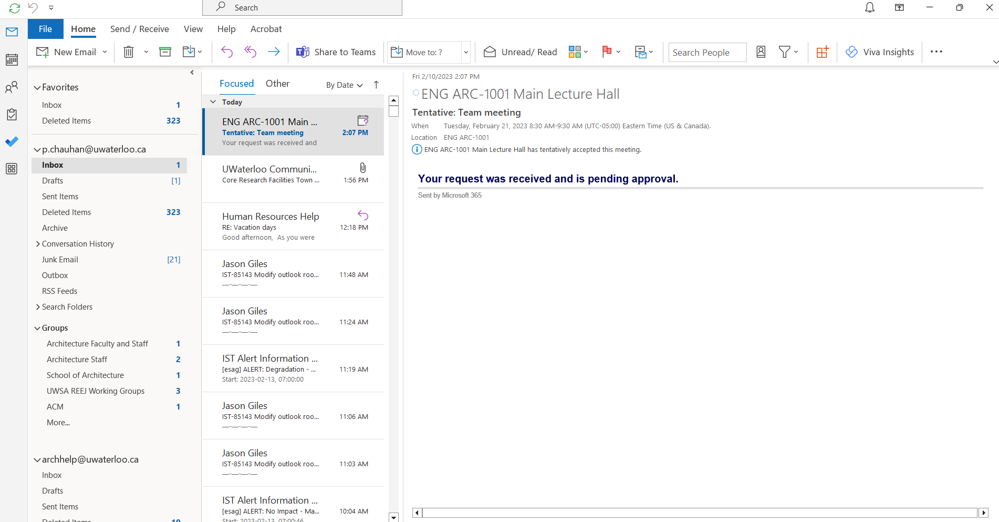 Search
File Home Send / Receive View Help Acrobat
New Email Share to Teams Move to: ? Unread/ Read Search People Viva Insights
Favorites
Inbox 1
Deleted Items 323
p.chauhan@uwaterloo.ca
Inbox 1
Drafts [1]
Sent Items
Deleted Items 323
Archive
Conversation History
Junk Email [21]
Outbox
RSS Feeds
Search Folders
Groups
Architecture Faculty and Staff 1
Architecture Staff 2
School of Architecture 1
UWSA REEJ Working Groups 3
ACM 1
More...
archhelp@uwaterloo.ca
Inbox
Drafts
Sent Items
Deleted Items 19
Focused Other By Date
Today
ENG ARC-1001 Main ...
Tentative: Team meeting 2:07 PM
Your request was received and
UWaterloo Communi...
Core Research Facilities Town ... 1:56 PM
Human Resources Help
RE: Vacation days 12:18 PM
Good afternoon, As you were
Jason Giles
IST-85143 Modify outlook roo... 11:48 AM
—-—-—-—
Jason Giles
IST-85143 Modify outlook roo... 11:24 AM
—-—-—-—
IST Alert Information ...
[esag] ALERT: Degradation - ... 11:19 AM
Start: 2023-02-13, 07:00:00
Jason Giles
IST-85143 Modify outlook roo... 11:06 AM
—-—-—-—
Jason Giles
IST-85143 Modify outlook roo... 11:03 AM
—-—-—-—
IST Alert Information ...
[esag] ALERT: No Impact - Ma... 10:04 AM
Start: 2023-02-13, 07:00:46
Fri 2/10/2023 2:07 PM
ENG ARC-1001 Main Lecture Hall
Tentative: Team meeting
When Tuesday, February 21, 2023 8:30 AM-9:30 AM (UTC-05:00) Eastern Time (US & Canada).
Location ENG ARC-1001
ENG ARC-1001 Main Lecture Hall has tentatively accepted this meeting.
Your request was received and is pending approval.
Sent by Microsoft 365